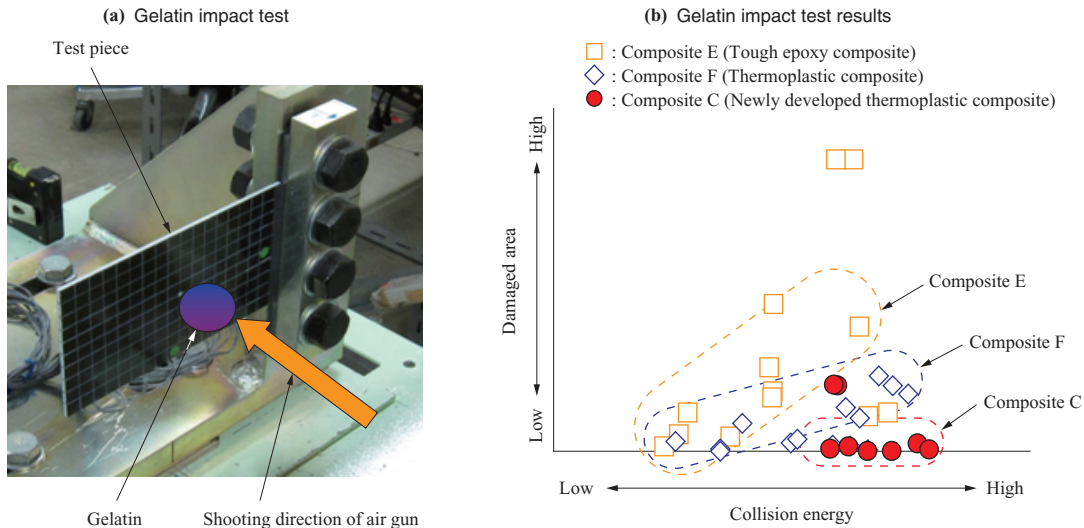 (a) Gelatin impact test
Test piece
Gelatin
Shooting direction of air gun
(b) Gelatin impact test results
: Composite E (Tough epoxy composite)
: Composite F (Thermoplastic composite)
: Composite C (Newly developed thermoplastic composite)
High
Damaged area
Low
Composite E
Composite F
Composite C
Low
High
Collision energy